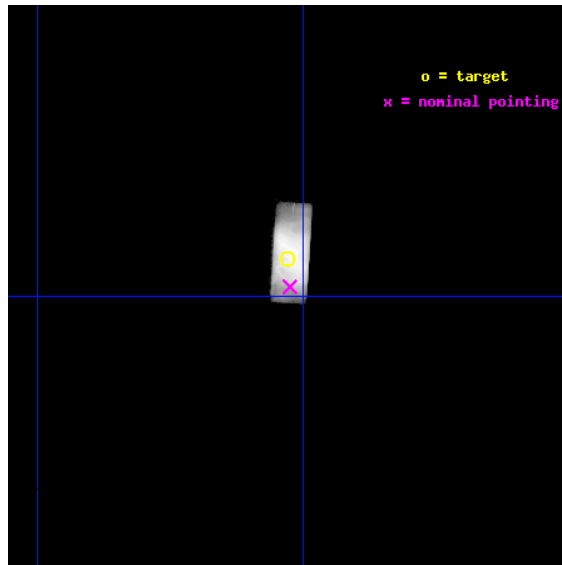 o = target
x = nominal pointing